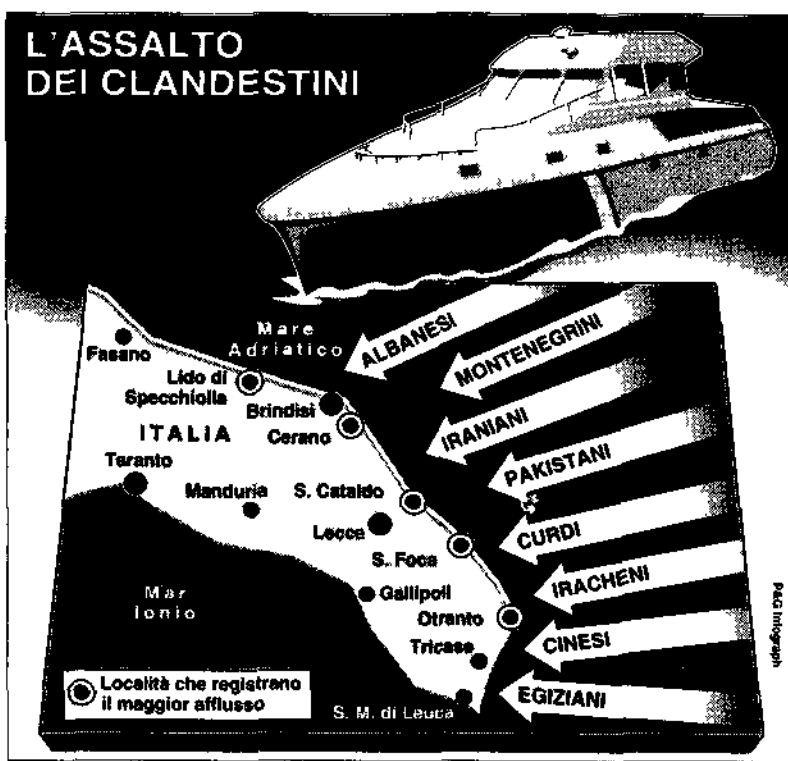 L'ASSALTO
DEI CLANDESTINI
Mare
Adriatico
ALBANESI
MONTENEGRINI
IRANIANI
PAKISTANI
CURDI
IRACHENI
CINESI
EGIZIANI
Fasano
Lido di
Specchiolla
Brindisi
ITALIA
Cerano
Taranto
Manduria
S. Cataldo
Lecce
S. Foca
Mar
Ionio
Gallipoli
Otranto
Tricase
S. M. di Leuca
Località che registrano
il maggior afflusso
P&G Infograph